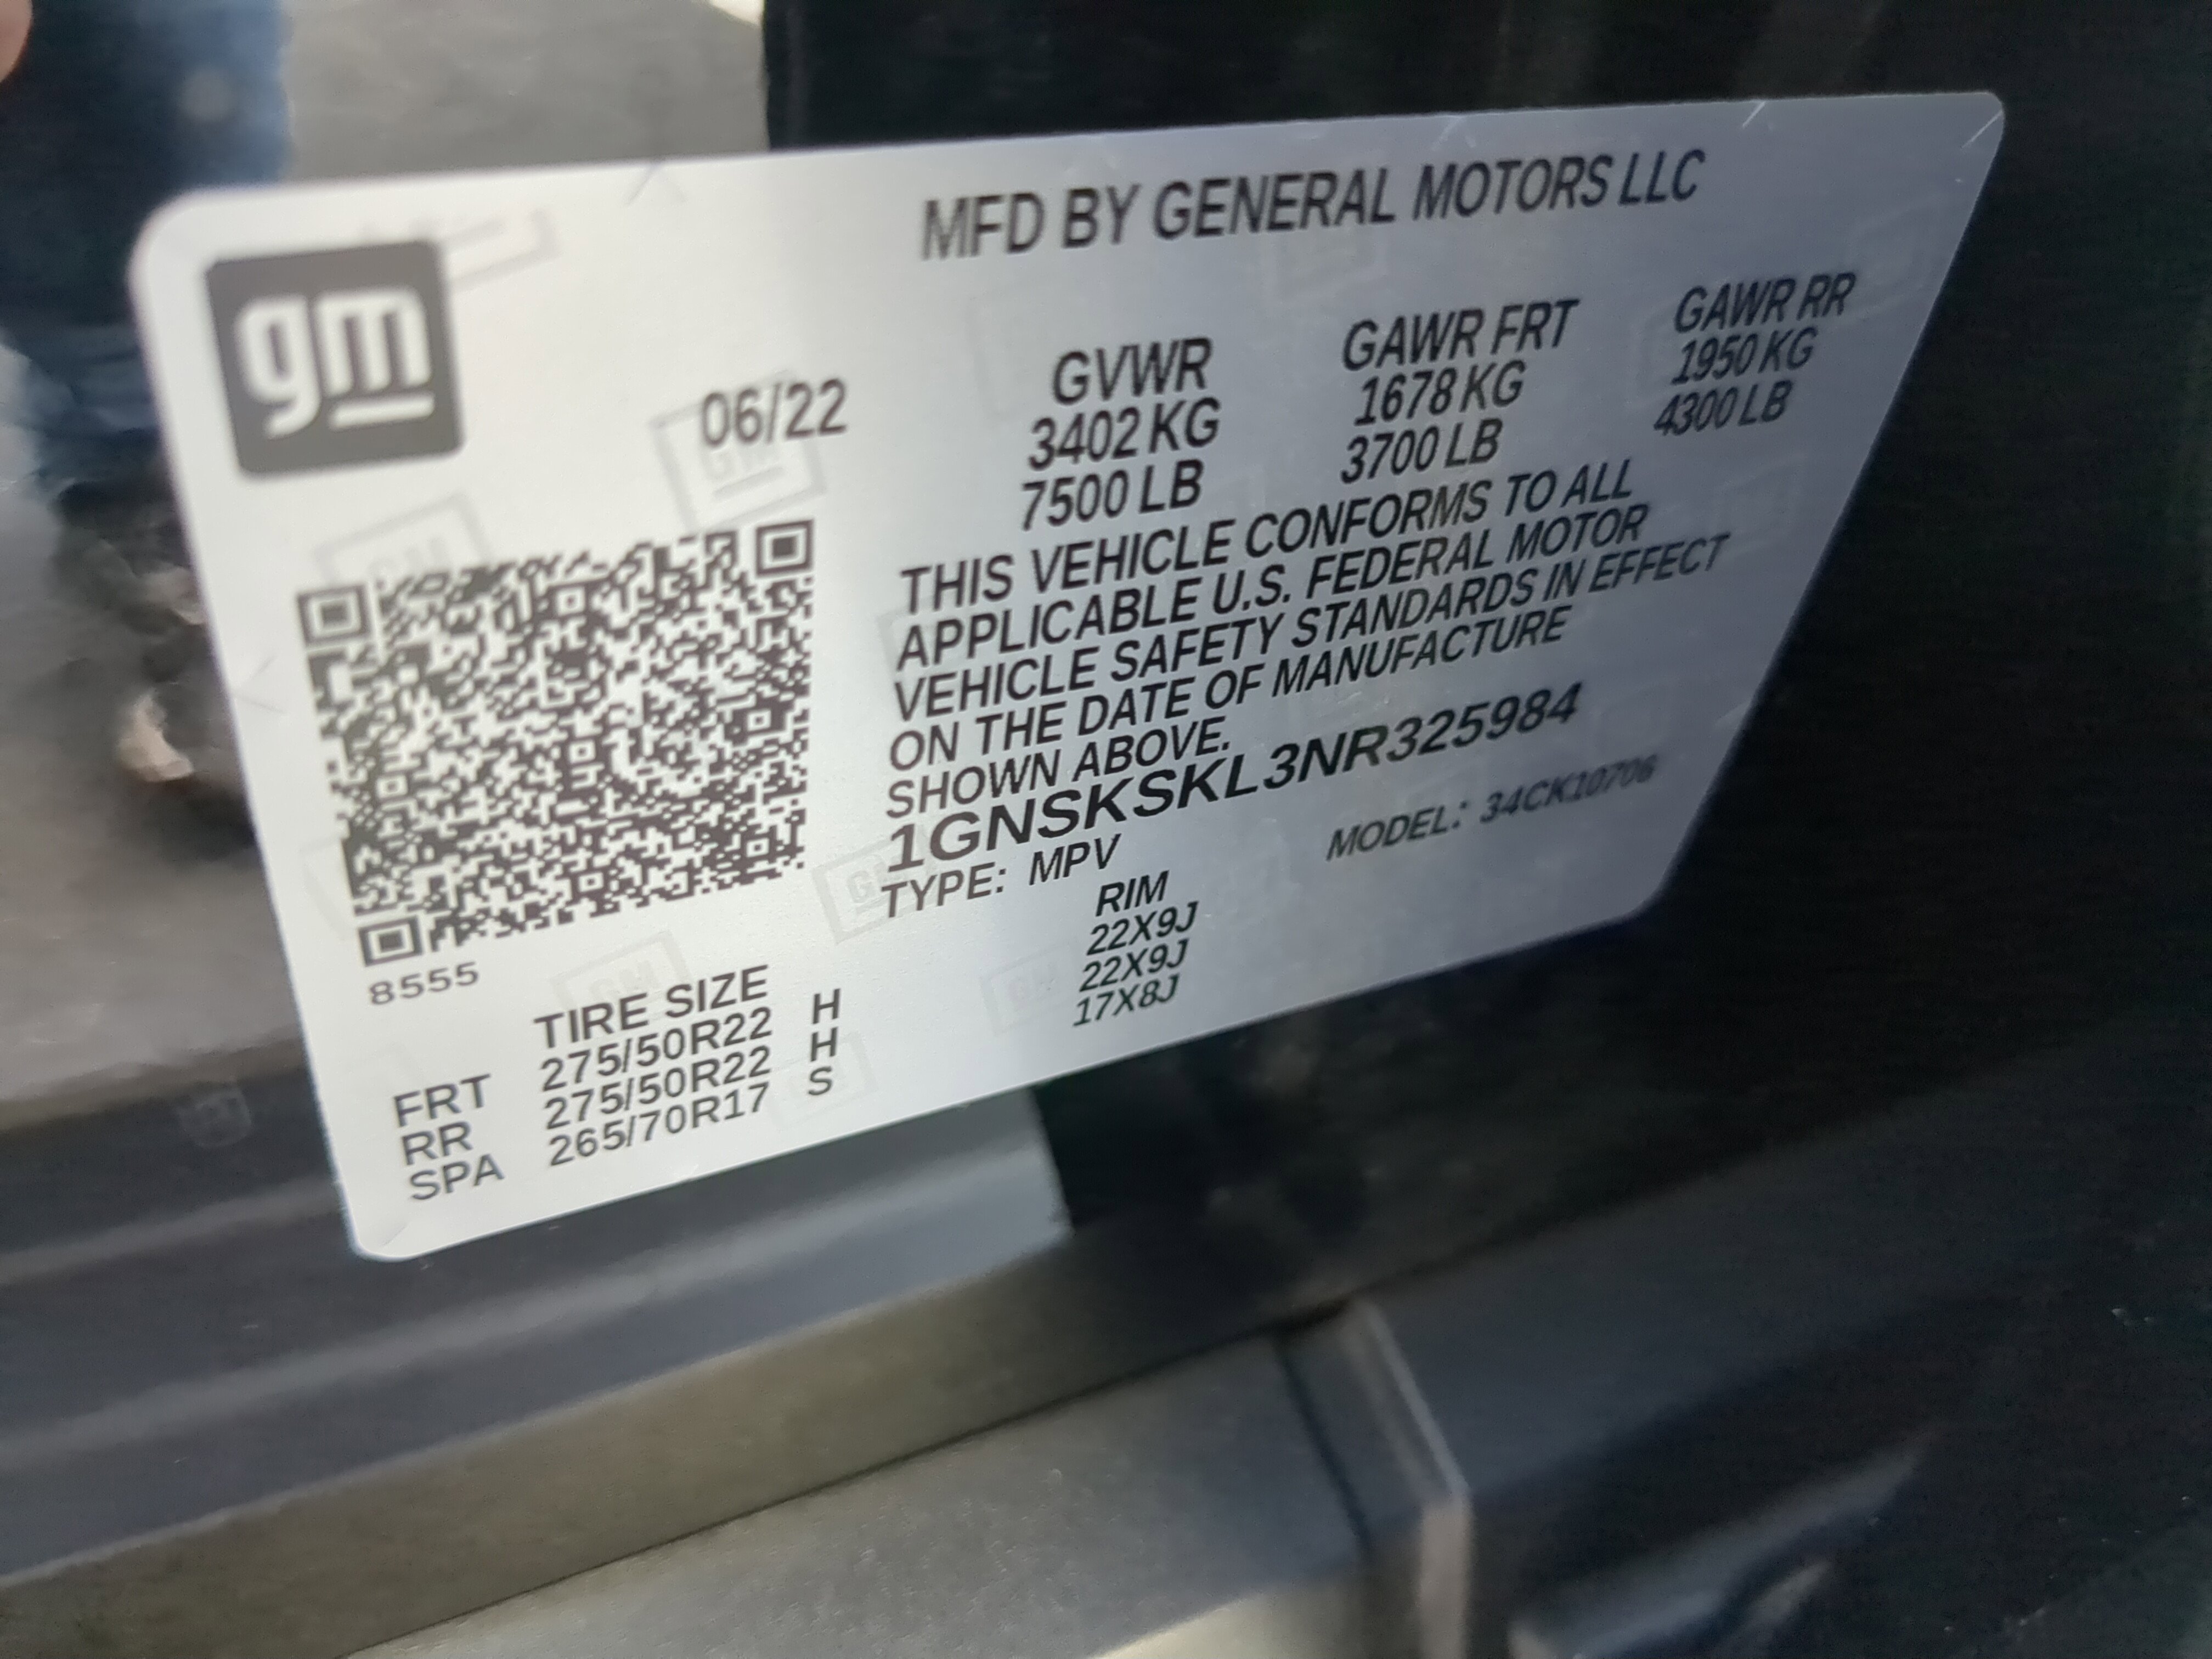 gm
MFD BY GENERAL MOTORS LLC
06/22
GVWR GAWR FRT GAWR RR
3402 KG 1678 KG 1950 KG
7500 LB 3700 LB 4300 LB
THIS VEHICLE CONFORMS TO ALL
APPLICABLE U.S. FEDERAL MOTOR
VEHICLE SAFETY STANDARDS IN EFFECT
ON THE DATE OF MANUFACTURE
SHOWN ABOVE.
1GNSKSKL3NR325984
TYPE: MPV MODEL: 34CK10706
8555
TIRE SIZE RIM
FRT 275/50R22 H 22X9J
RR 275/50R22 H 22X9J
SPA 265/70R17 S 17X8J